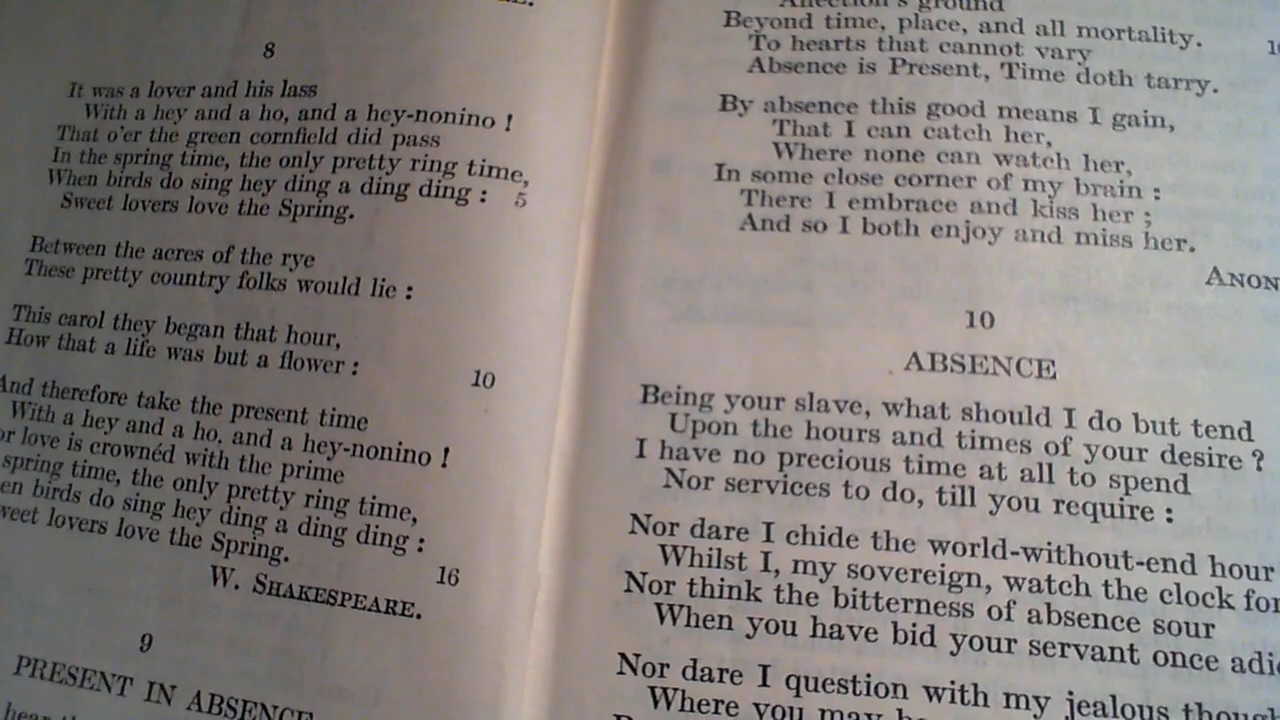 8
It was a lover and his lass
With a hey and a ho, and a hey-nonino !
That o'er the green cornfield did pass
In the spring time, the only pretty ring time,
When birds do sing hey ding a ding ding : 5
Sweet lovers love the Spring.
Between the acres of the rye
These pretty country folks would lie :
This carol they began that hour,
How that a life was but a flower : 10
And therefore take the present time
With a hey and a ho, and a hey-nonino !
or love is crownéd with the prime
spring time, the only pretty ring time,
en birds do sing hey ding a ding ding :
weet lovers love the Spring. 16
W. SHAKESPEARE.
9
PRESENT IN ABSENCE
Affection's ground
Beyond time, place, and all mortality.
To hearts that cannot vary
Absence is Present, Time doth tarry.
By absence this good means I gain,
That I can catch her,
Where none can watch her,
In some close corner of my brain :
There I embrace and kiss her ;
And so I both enjoy and miss her.
ANON
10
ABSENCE
Being your slave, what should I do but tend
Upon the hours and times of your desire ?
I have no precious time at all to spend
Nor services to do, till you require :
Nor dare I chide the world-without-end hour
Whilst I, my sovereign, watch the clock for
Nor think the bitterness of absence sour
When you have bid your servant once adi
Nor dare I question with my jealous though
Where you may